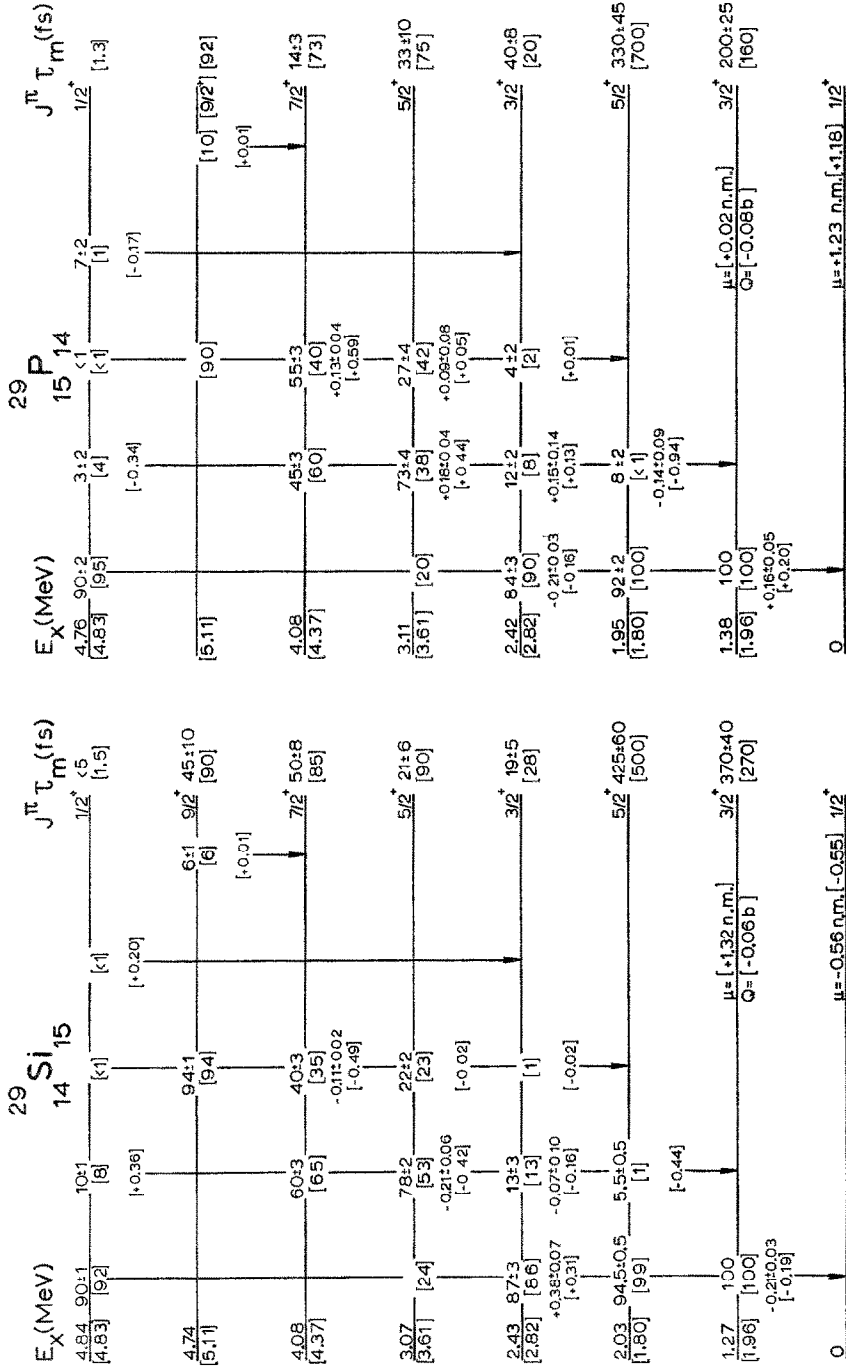 29
14 Si 15
E_x(MeV) J^π τ_m(fs)
4.84 90±1 10±1 1/2+ <5
[4.83] [92] [8] [<1] [<1] [1.5]
[+0.36] [+0.20]
4.74 94±1 6±1 9/2+ 45±10
[5.11] [94] [6] [90]
[+0.01]
4.08 60±3 40±3 7/2+ 50±8
[4.37] [65] [35] [85]
-0.11±0.02
[-0.49]
3.07 78±2 22±2 5/2+ 21±6
[3.61] [24] [53] [23] [90]
-0.21±0.06
[-0.42] [-0.02]
2.43 87±3 13±3 3/2+ 19±5
[2.82] [86] [13] [1] [28]
+0.38±0.07 -0.07±0.10
[+0.31] [-0.16] [-0.02]
2.03 94.5±0.5 5.5±0.5 5/2+ 425±60
[1.80] [99] [1] [500]
[-0.44]
1.27 100 μ=[+1.32 n.m.] 3/2+ 370±40
[1.96] [100] Q=[-0.06b] [270]
-0.21±0.03
[-0.19]
0 μ=-0.56 n.m. [-0.55] 1/2+
29
15 P 14
E_x(MeV) J^π τ_m(fs)
4.76 90±2 3±2 <1 7±2 1/2+
[4.83] [95] [4] [<1] [1] [1.3]
[-0.34] [-0.17]
[5.11] [90] [10] [9/2+] [92]
[+0.01]
4.08 45±3 55±3 7/2+ 14±3
[4.37] [60] [40] [73]
+0.13±0.04
[+0.59]
3.11 73±4 27±4 5/2+ 33±10
[3.61] [20] [38] [42] [75]
+0.18±0.04 +0.09±0.08
[+0.44] [+0.05]
2.42 84±3 12±2 4±2 3/2+ 40±8
[2.82] [90] [8] [2] [20]
-0.21±0.03 +0.15±0.14
[-0.16] [+0.13] [+0.01]
1.95 92±2 8±2 5/2+ 330±45
[1.80] [100] [<1] [700]
-0.14±0.09
[-0.94]
1.38 100 μ=[+0.02 n.m.] 3/2+ 200±25
[1.96] [100] Q=[-0.08b] [160]
+0.16±0.05
[+0.20]
0 μ=+1.23 n.m. [+1.18] 1/2+